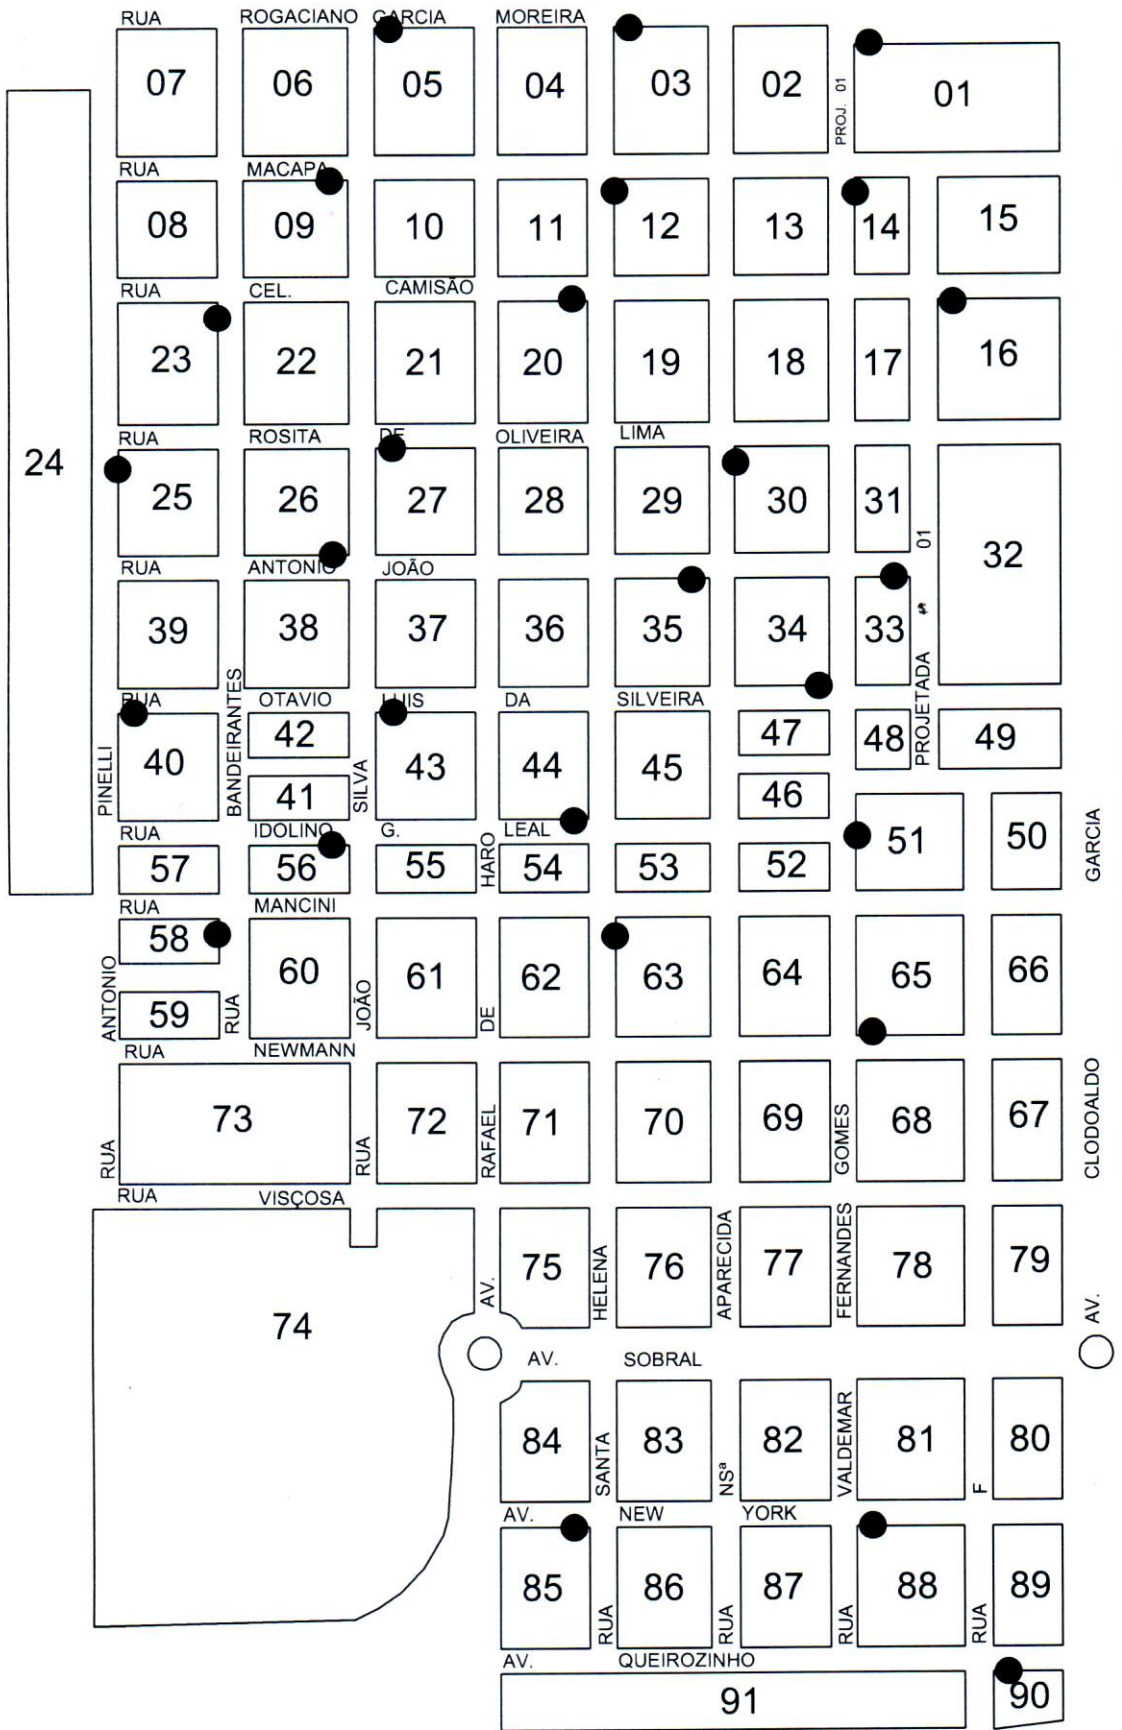 RUA ROGACIANO GARCIA MOREIRA
07 06 05 04 03 02 PROJ. 01 01
RUA MACAPA
08 09 10 11 12 13 14 15
RUA CEL. CAMISÃO
23 22 21 20 19 18 17 16
24
RUA ROSITA DE OLIVEIRA LIMA
25 26 27 28 29 30 31
32
RUA ANTONIO JOÃO
39 38 37 36 35 34 33
PROJETADA 01
RUA OTAVIO LUIS DA SILVEIRA
42 47 48 49
40 43 44 45
41 46
51 50
RUA IDOLINO G. LEAL
57 56 55 54 53 52
RUA MANCINI
58 60 61 62 63 64 65 66
59
RUA NEWMANN
73 72 71 70 69 68 67
RUA VISÇOSA
74 75 76 77 78 79
AV. SOBRAL
84 83 82 81 80
AV. NEW YORK
85 86 87 88 89
AV. QUEIROZINHO
91 90
RUA ANTONIO PINELLI
RUA BANDEIRANTES
RUA JOÃO SILVA
AV. RAFAEL DE HARO
RUA SANTA HELENA
RUA NSª APARECIDA
RUA VALDEMAR FERNANDES GOMES
RUA F
AV. CLODOALDO GARCIA